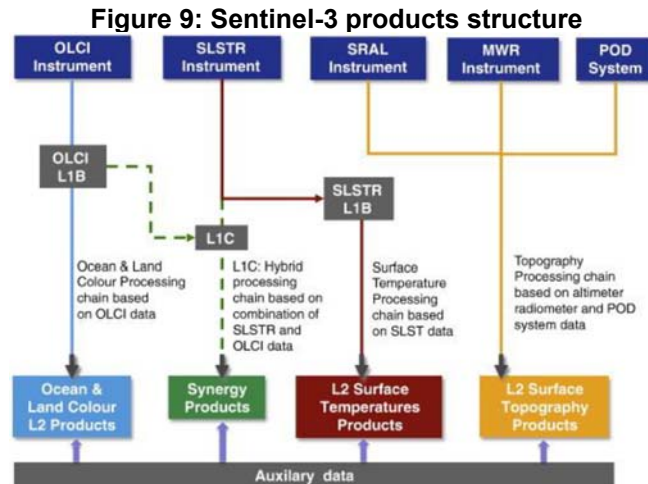 Figure 9: Sentinel-3 products structure
OLCI
Instrument
SLSTR
Instrument
SRAL
Instrument
MWR
Instrument
POD
System
OLCI
L1B
SLSTR
L1B
L1C
Ocean & Land
Colour Processing
chain based
on OLCI data
L1C: Hybrid
processing
chain based on
combination of
SLSTR and
OLCI data
Surface
Temperature
Processing
chain based
on SLST data
Topography
Processing chain
based on altimeter
radiometer and POD
system data
Ocean &
Land Colour
L2 Products
Synergy
Products
L2 Surface
Temperatures
Products
L2 Surface
Topography
Products
Auxilary data